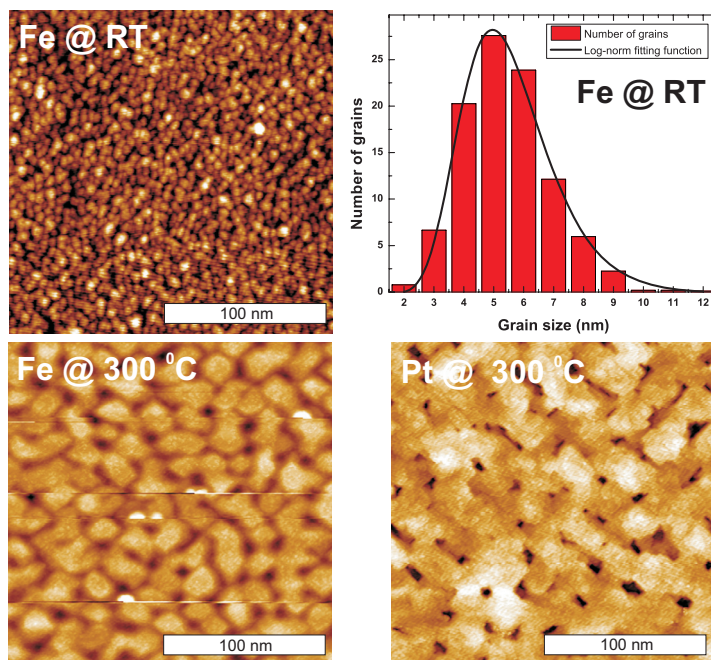 Fe @ RT
100 nm
Number of grains
Log-norm fitting function
Fe @ RT
Number of grains
25
20
15
10
5
0
2 3 4 5 6 7 8 9 10 11 12
Grain size (nm)
Fe @ 300 ⁰C
100 nm
Pt @ 300 ⁰C
100 nm